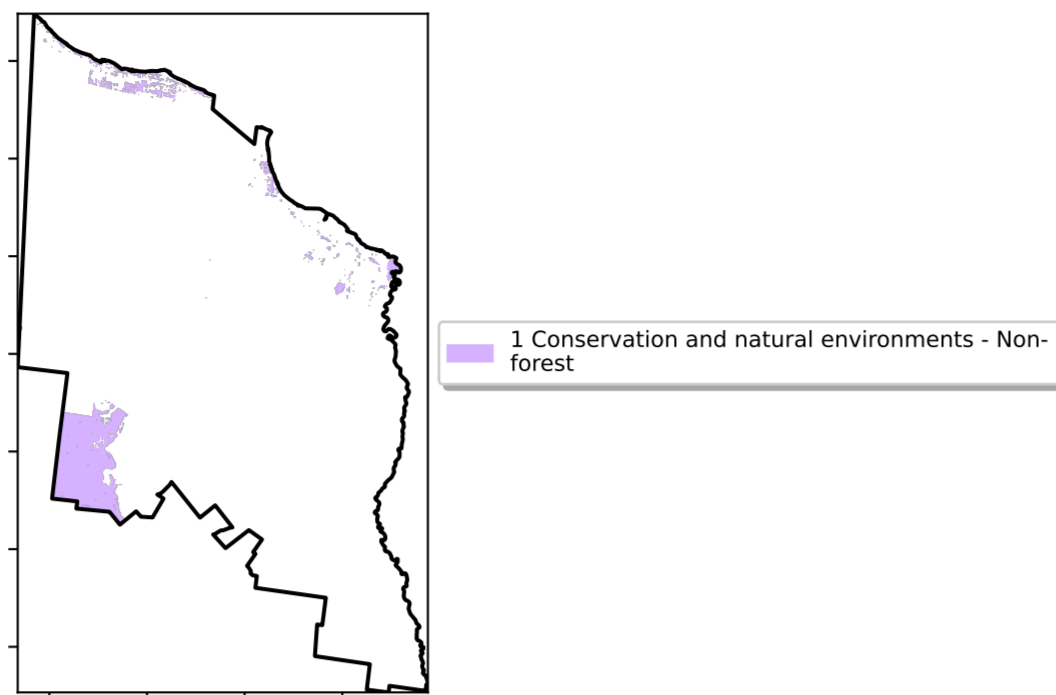 1 Conservation and natural environments - Non-
forest